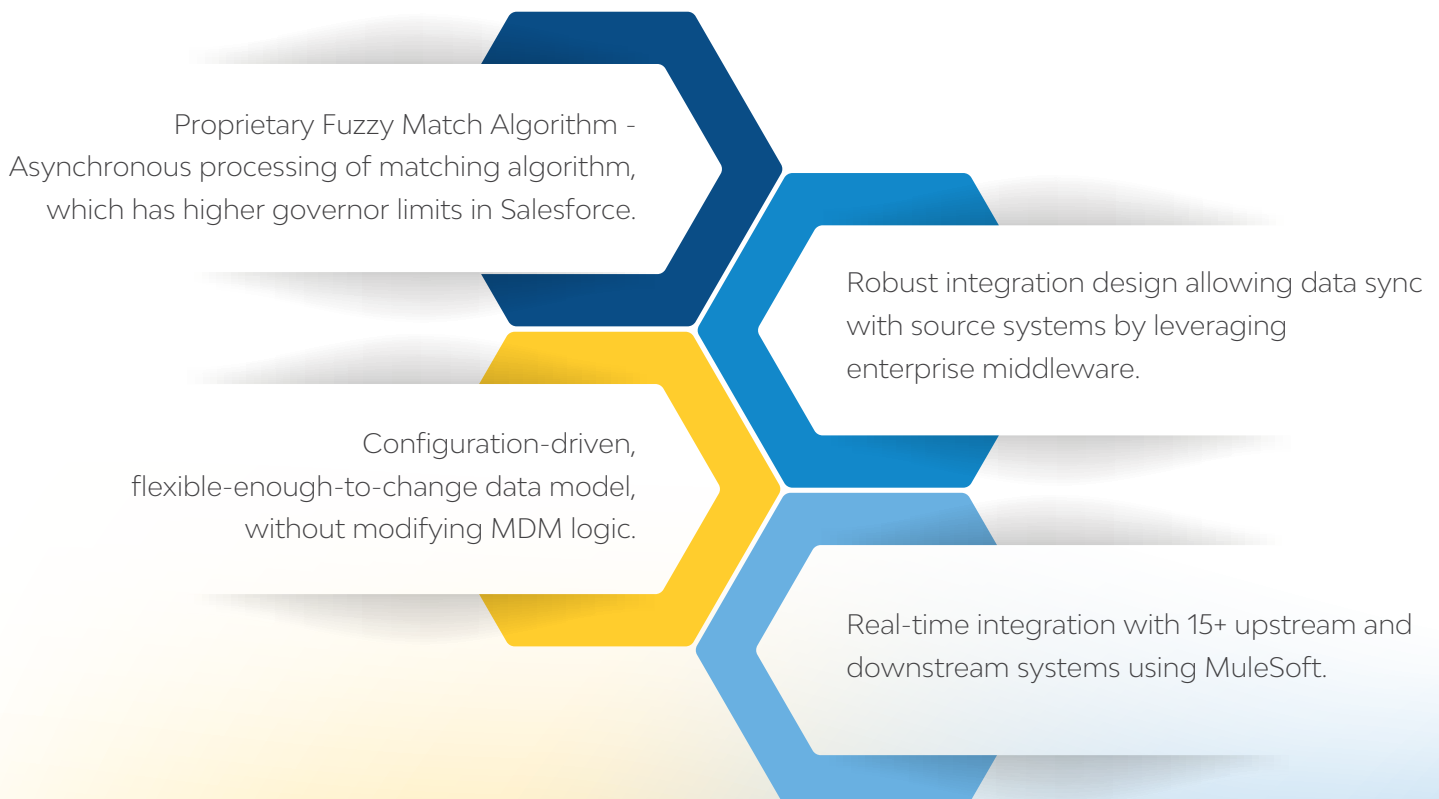 Proprietary Fuzzy Match Algorithm -
Asynchronous processing of matching algorithm,
which has higher governor limits in Salesforce.
Robust integration design allowing data sync
with source systems by leveraging
enterprise middleware.
Configuration-driven,
flexible-enough-to-change data model,
without modifying MDM logic.
Real-time integration with 15+ upstream and
downstream systems using MuleSoft.